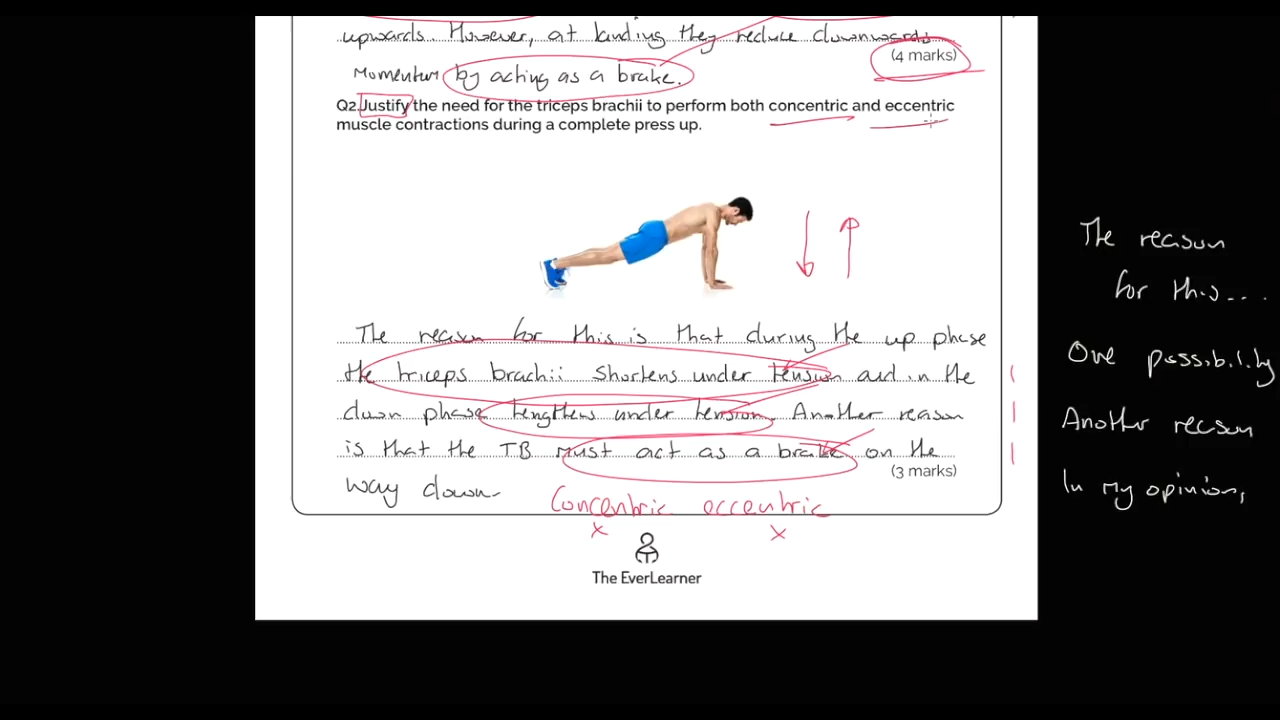 upwards. However, at landing they reduce downwards
(4 marks)
Momentum by acting as a brake.
Q2. Justify the need for the triceps brachii to perform both concentric and eccentric
muscle contractions during a complete press up.
The reason
for this...
The reason for this is that during the up phase
One possibility
the triceps brachii shortens under tension and in the
down phase lengthens under tension. Another reason
Another reason
is that the TB must act as a brake on the
(3 marks)
way down.
In my opinion,
Concentric eccentric
x x
The EverLearner